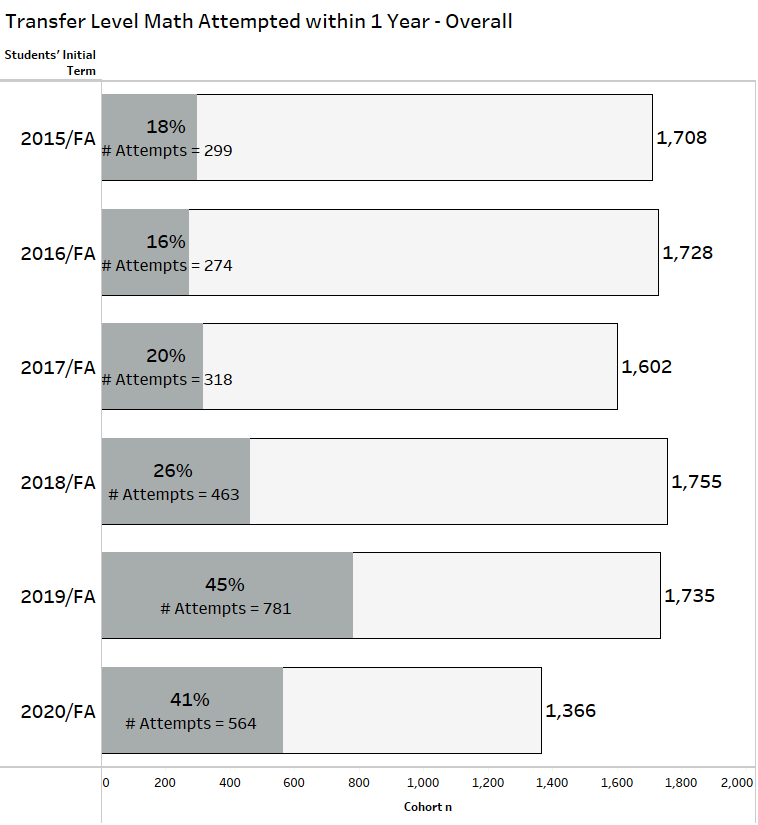 Transfer Level Math Attempted within 1 Year - Overall
Students' Initial
Term
2015/FA
18%
# Attempts = 299
1,708
2016/FA
16%
# Attempts = 274
1,728
2017/FA
20%
# Attempts = 318
1,602
2018/FA
26%
# Attempts = 463
1,755
2019/FA
45%
# Attempts = 781
1,735
2020/FA
41%
# Attempts = 564
1,366
0 200 400 600 800 1,000 1,200 1,400 1,600 1,800 2,000
Cohort n